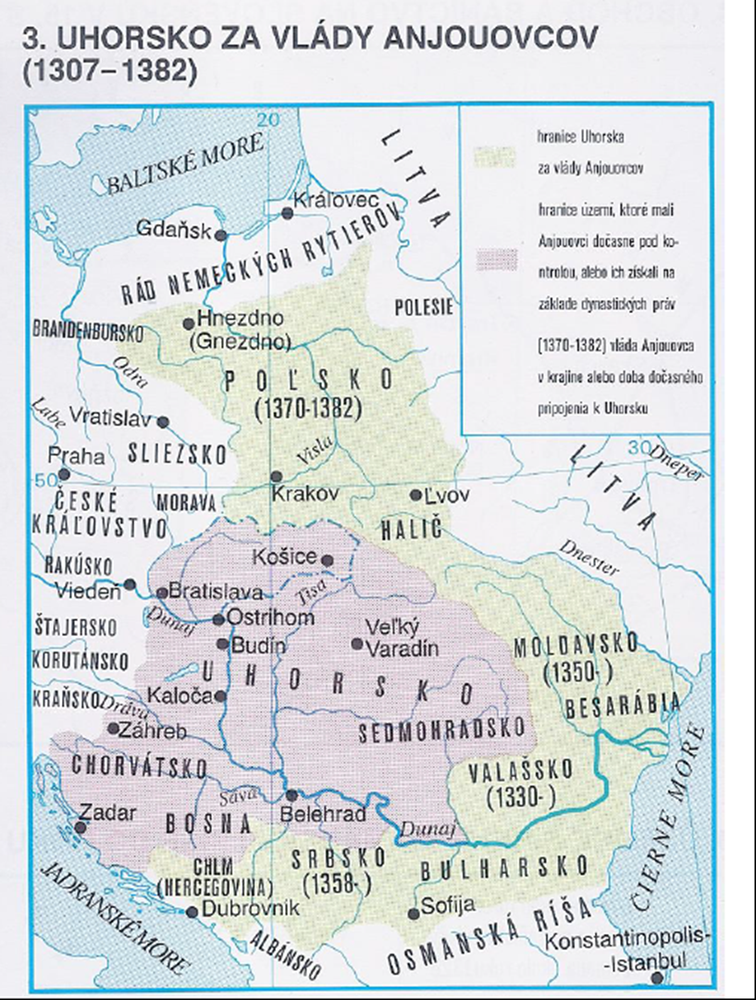 3. UHORSKO ZA VLÁDY ANJOUOVCOV
(1307–1382)
20
BALTSKÉ MORE
LITVA
hranice Uhorska
za vlády Anjouovcov
hranice území, ktoré mali
Anjouovci dočasne pod ko-
ntrolou, alebo ich získali na
základe dynastických práv
(1370-1382) vláda Anjouovca
v krajine alebo doba dočasného
pripojenia k Uhorsku
Kráľovec
Gdaňsk
RÁD NEMECKÝCH RYTIEROV
POLESIE
BRANDENBURSKO
Hnezdno
(Gnezdno)
Odra
POĽSKO
(1370-1382)
Labe
Vratislav
Visla
Praha
SLIEZSKO
30
Dneper
LITVA
50
Krakov
Ľvov
ČESKÉ
KRÁĽOVSTVO
MORAVA
HALIČ
Dnester
RAKÚSKO
Košice
Viedeň
Bratislava
Tisa
Dunaj
Ostrihom
ŠTAJERSKO
Budín
Veľký
Varadín
MOLDAVSKO
(1350-)
KORUTÁNSKO
UHORSKO
KRAŇSKO
Dráva
Kaloča
BESARÁBIA
Záhreb
SEDMOHRADSKO
CHORVÁTSKO
VALAŠSKO
(1330-)
Sáva
Zadar
BOSNA
Belehrad
Dunaj
ČIERNE MORE
CHLM
(HERCEGOVINA)
SRBSKO
(1358-)
BULHARSKO
JADRANSKÉ MORE
Dubrovník
Sofija
ALBÁNSKO
OSMANSKÁ RÍŠA
Konstantinopolis-
-Istanbul